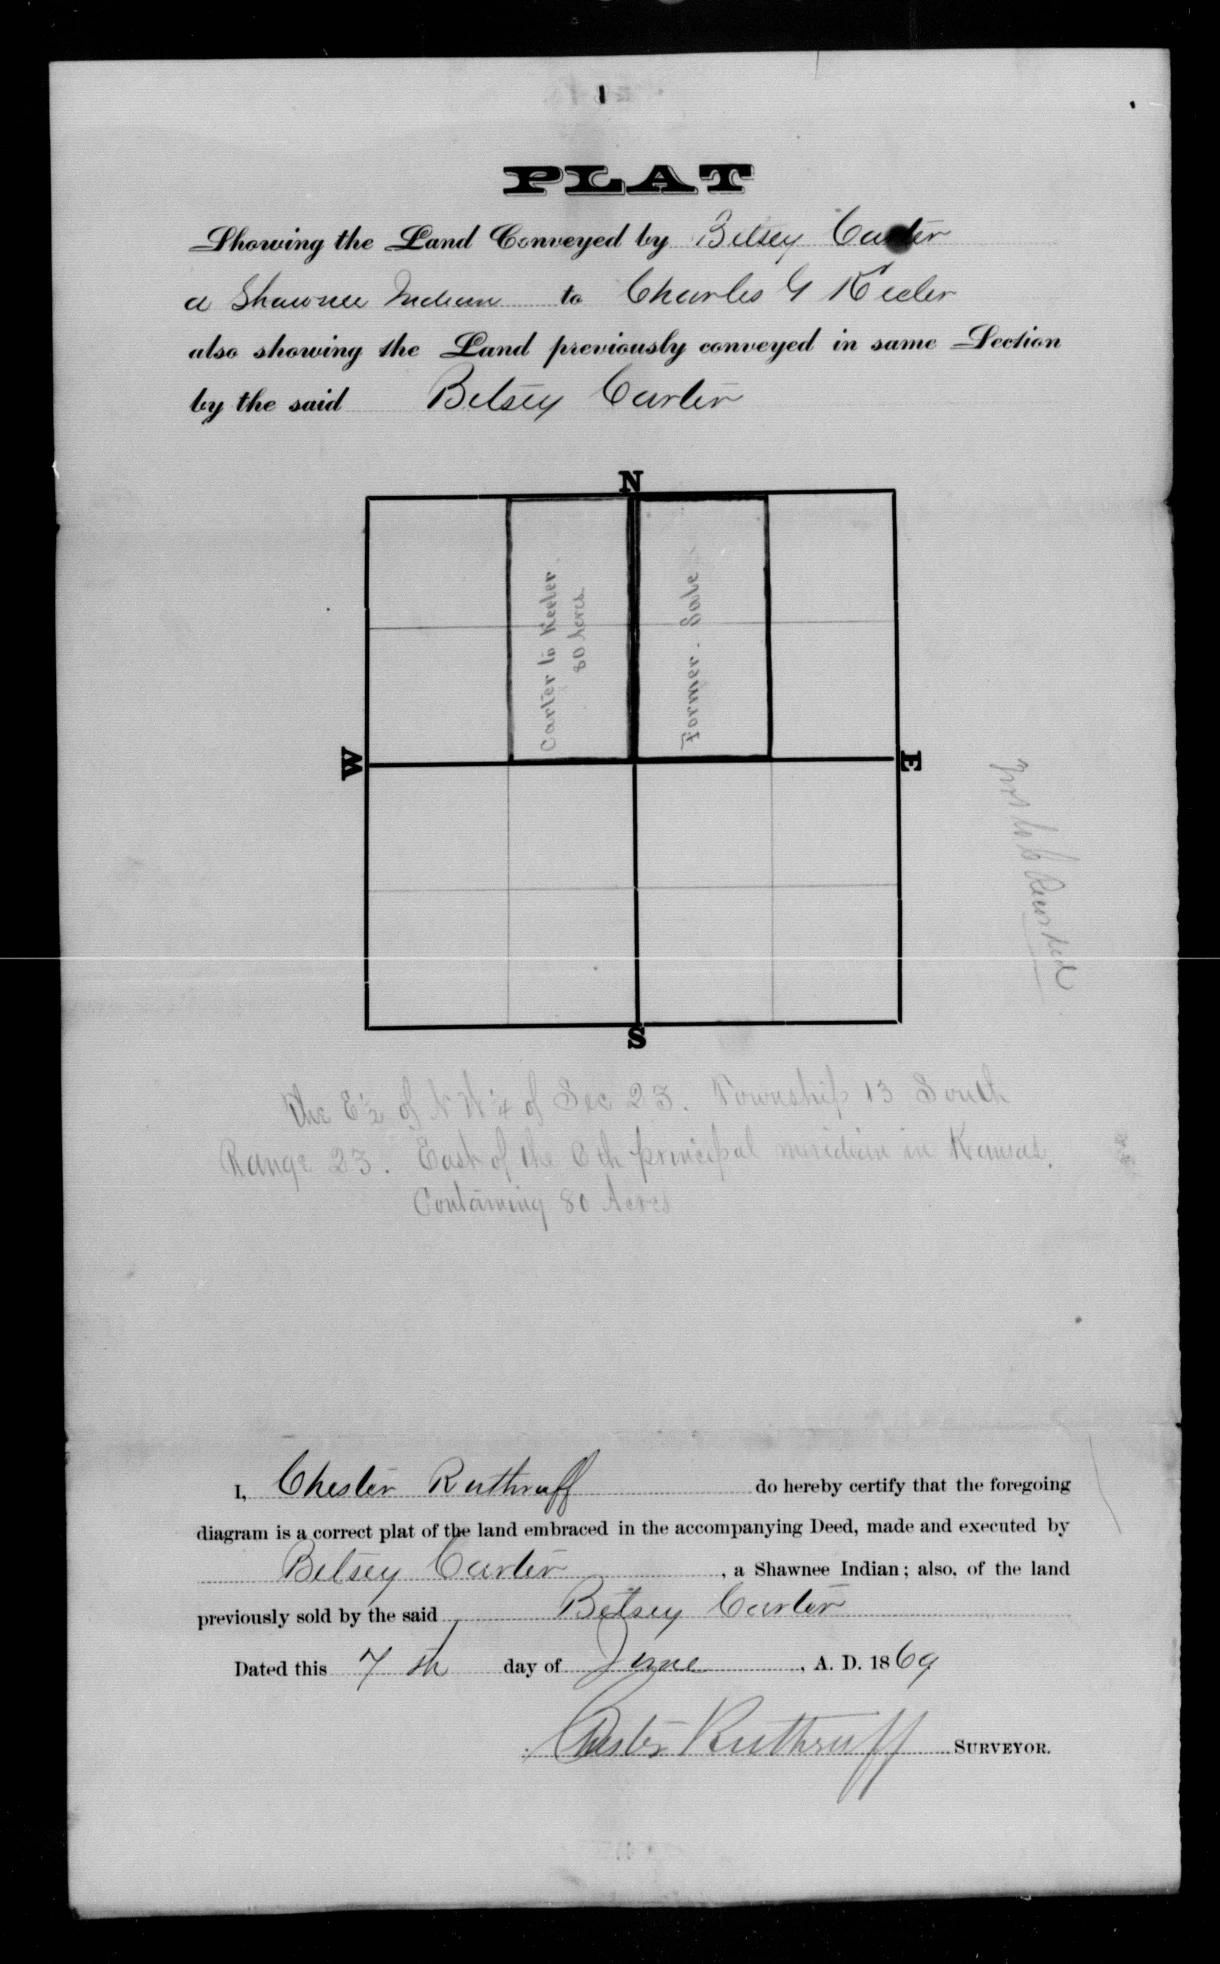 1
PLAT
Showing the Land Conveyed by Betsey Carter
a Shawnee Indian to Charles G Keeler
also showing the Land previously conveyed in same Section
by the said Betsey Carter
N
Carter to Keeler
80 Acres
Former Sale
W
E
S
Recorded
The E ½ of N W ¼ of Sec 23. Township 13 South
Range 23. East of the 6th principal meridian in Kansas.
Containing 80 Acres
I, Chester Ruthruff do hereby certify that the foregoing
diagram is a correct plat of the land embraced in the accompanying Deed, made and executed by
Betsey Carter, a Shawnee Indian; also, of the land
previously sold by the said Betsey Carter
Dated this 7th day of June, A. D. 1869
Chester Ruthruff SURVEYOR.